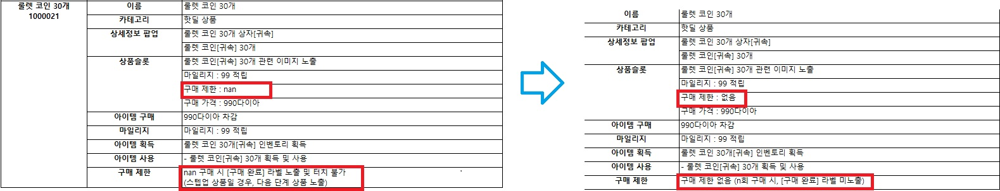 룰렛 코인 30개
1000021
이름
룰렛 코인 30개
카테고리
핫딜 상품
상세정보 팝업
룰렛 코인 30개 상자[귀속]
룰렛 코인[귀속] 30개
상품슬롯
룰렛 코인[귀속] 30개 관련 이미지 노출
마일리지 : 99 적립
구매 제한 : nan
구매 가격 : 990다이아
아이템 구매
990다이아 차감
마일리지
마일리지 : 99 적립
아이템 획득
룰렛 코인 30개[귀속] 인벤토리 획득
아이템 사용
- 룰렛 코인[귀속] 30개 획득 및 사용
구매 제한
nan 구매 시 [구매 완료] 라벨 노출 및 터치 불가
(스텝업 상품일 경우, 다음 단계 상품 노출)
이름
룰렛 코인 30개
카테고리
핫딜 상품
상세정보 팝업
룰렛 코인 30개 상자[귀속]
룰렛 코인[귀속] 30개
상품슬롯
룰렛 코인[귀속] 30개 관련 이미지 노출
마일리지 : 99 적립
구매 제한 : 없음
구매 가격 : 990다이아
아이템 구매
990다이아 차감
마일리지
마일리지 : 99 적립
아이템 획득
룰렛 코인 30개[귀속] 인벤토리 획득
아이템 사용
- 룰렛 코인[귀속] 30개 획득 및 사용
구매 제한
구매 제한 없음 (n회 구매 시, [구매 완료] 라벨 미노출)